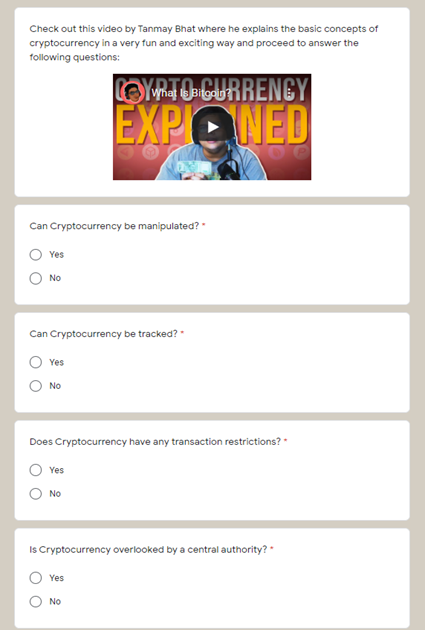 Check out this video by Tanmay Bhat where he explains the basic concepts of
cryptocurrency in a very fun and exciting way and proceed to answer the
following questions:
CRYPTO CURRENCY
What Is Bitcoin?
EXPLAINED
Can Cryptocurrency be manipulated? *
Yes
No
Can Cryptocurrency be tracked? *
Yes
No
Does Cryptocurrency have any transaction restrictions? *
Yes
No
Is Cryptocurrency overlooked by a central authority? *
Yes
No